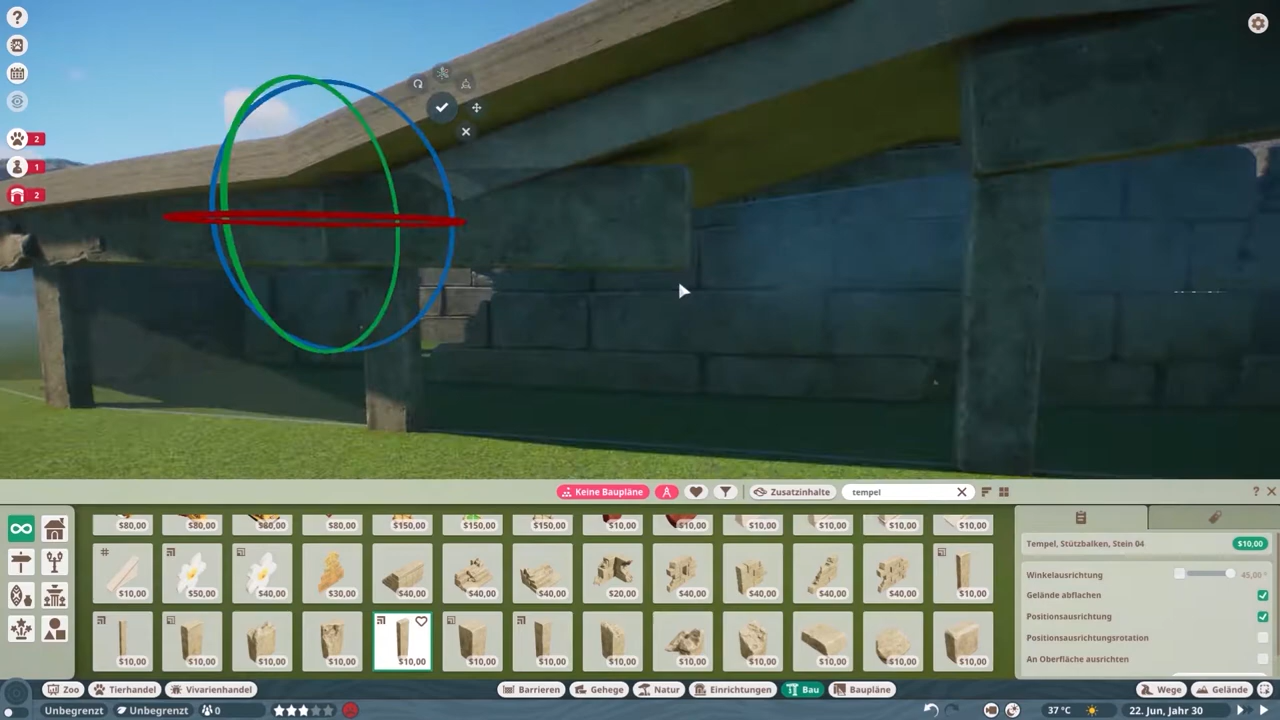 ?
2
1
2
Keine Baupläne
Zusatzinhalte
tempel
?
$80,00 $80,00 $80,00 $80,00 $150,00 $150,00 $150,00 $10,00 $10,00 $10,00 $10,00 $10,00 $10,00
$10,00 $50,00 $40,00 $30,00 $40,00 $40,00 $40,00 $20,00 $40,00 $40,00 $40,00 $40,00 $10,00
$10,00 $10,00 $10,00 $10,00 $10,00 $10,00 $10,00 $10,00 $10,00 $10,00 $10,00 $10,00 $10,00
Tempel, Stützbalken, Stein 04 $10,00
Winkelausrichtung 45,00°
Gelände abflachen
Positionsausrichtung
Positionsausrichtungsrotation
An Oberfläche ausrichten
Zoo Tierhandel Vivarienhandel Barrieren Gehege Natur Einrichtungen Bau Baupläne Wege Gelände
Unbegrenzt Unbegrenzt 0 37 °C 22. Jun, Jahr 30